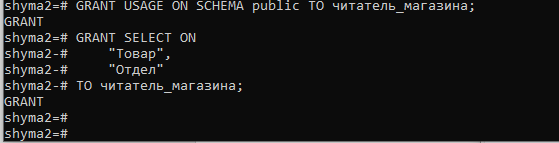 shyma2=# GRANT USAGE ON SCHEMA public TO читатель_магазина;
GRANT
shyma2=# GRANT SELECT ON
shyma2-#     "Товар",
shyma2-#     "Отдел"
shyma2-# TO читатель_магазина;
GRANT
shyma2=#
shyma2=#